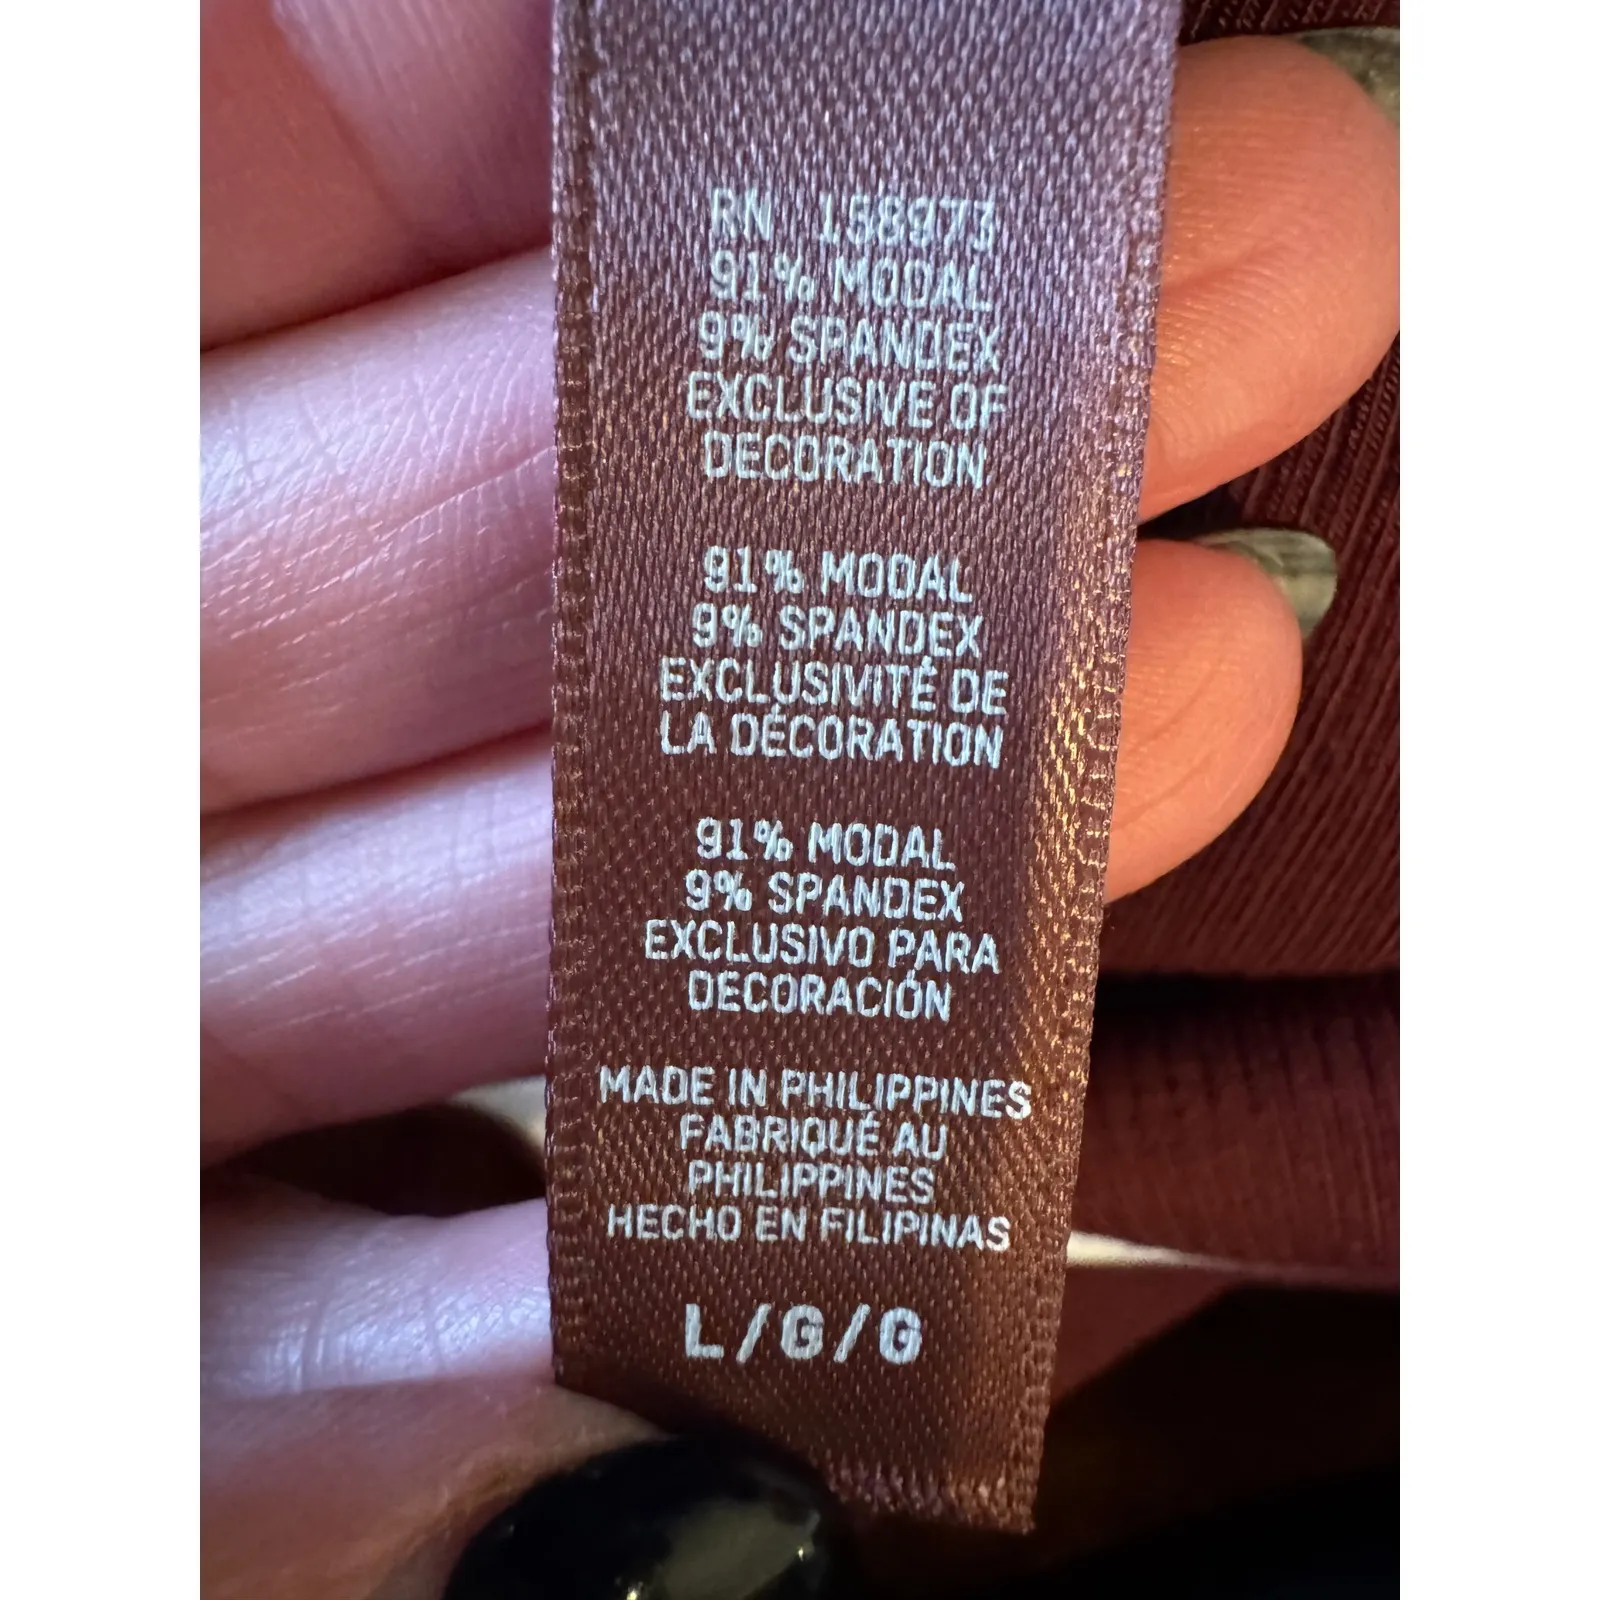 RN 158973
91% MODAL
9% SPANDEX
EXCLUSIVE OF
DECORATION
91% MODAL
9% SPANDEX
EXCLUSIVITÉ DE
LA DÉCORATION
91% MODAL
9% SPANDEX
EXCLUSIVO PARA
DECORACIÓN
MADE IN PHILIPPINES
FABRIQUÉ AU
PHILIPPINES
HECHO EN FILIPINAS
L/G/G